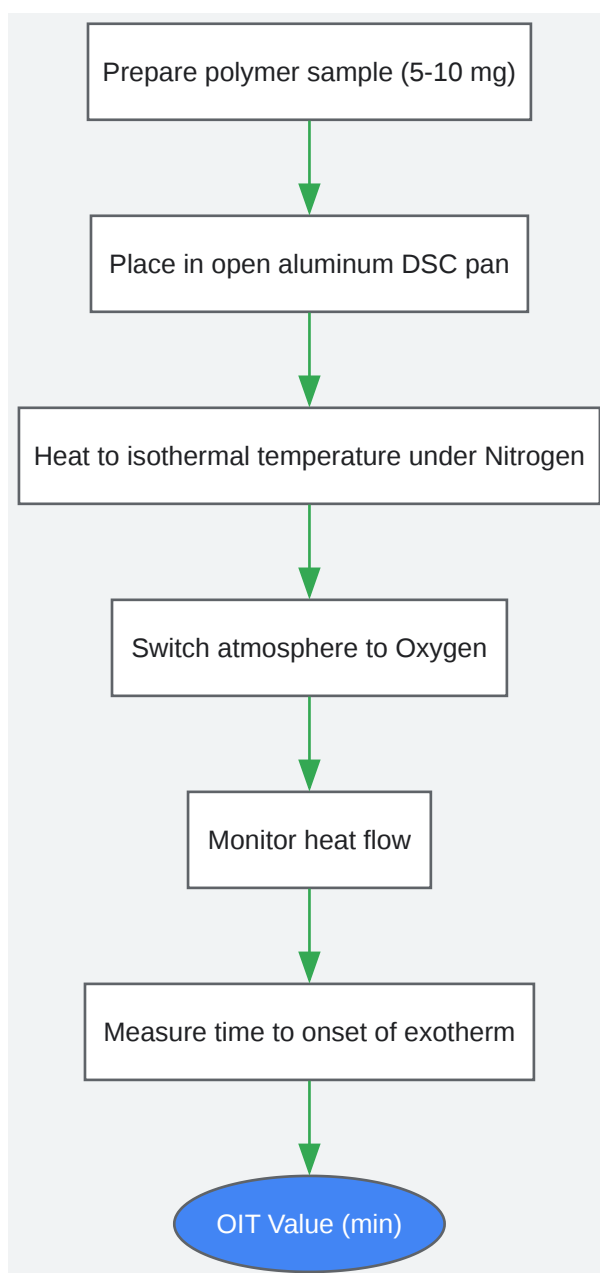 Prepare polymer sample (5-10 mg)
Place in open aluminum DSC pan
Heat to isothermal temperature under Nitrogen
Switch atmosphere to Oxygen
Monitor heat flow
Measure time to onset of exotherm
OIT Value (min)